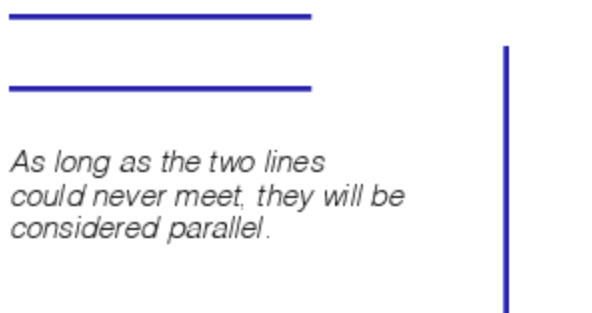 As long as the two lines
could never meet, they will be
considered parallel.